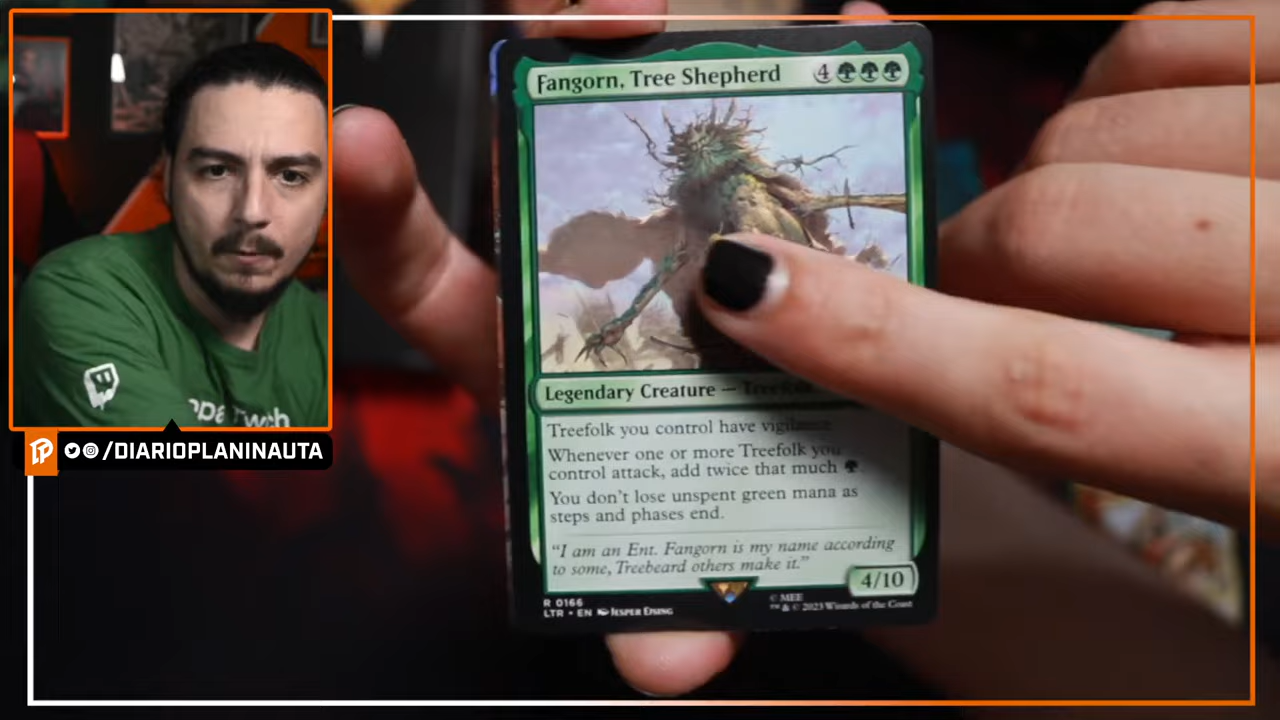 Fangorn, Tree Shepherd 4
Legendary Creature — Treefolk
Treefolk you control have vigilance
Whenever one or more Treefolk you
control attack, add twice that much
You don't lose unspent green mana as
steps and phases end.
"I am an Ent. Fangorn is my name according
to some, Treebeard others make it."
4/10
R 0166
LTR • EN JESPER EJSING
© MEE
™ & © 2023 Wizards of the Coast
/DIARIOPLANINAUTA